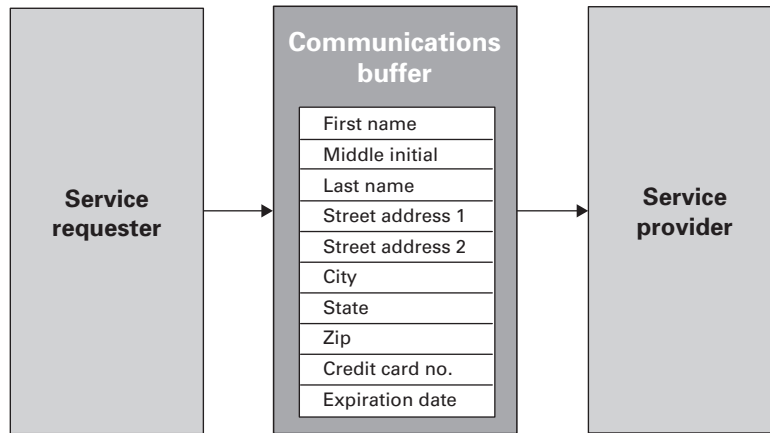 Service
requester
Communications
buffer
First name
Middle initial
Last name
Street address 1
Street address 2
City
State
Zip
Credit card no.
Expiration date
Service
provider